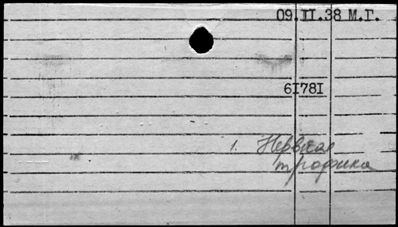 09.II.38 М.Г.
6I78I
1. Нервная
трофика